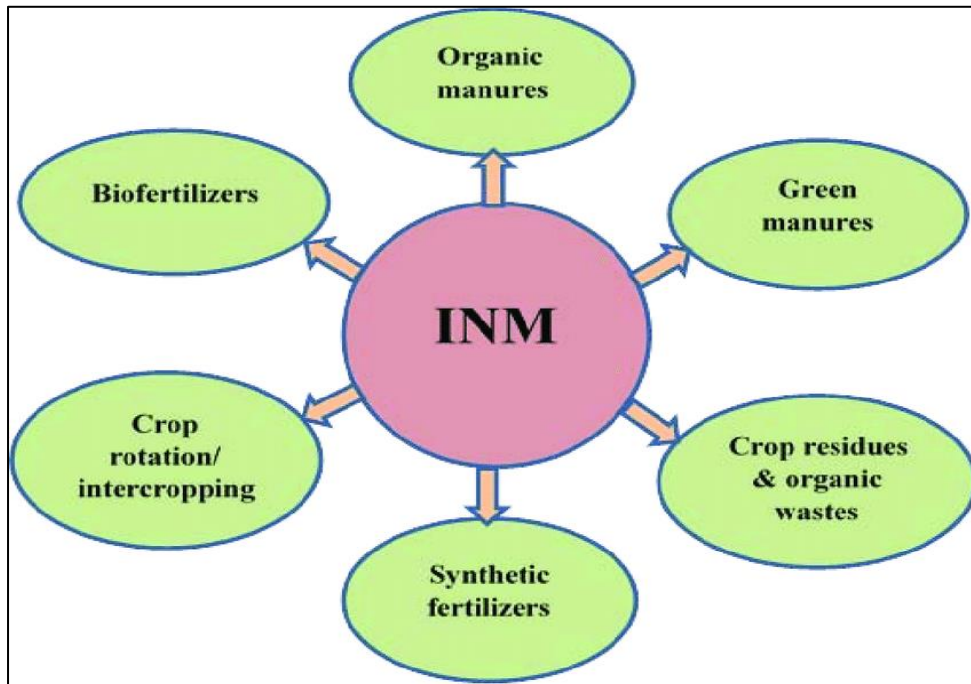 Organic
manures
Biofertilizers
Green
manures
INM
Crop
rotation/
intercropping
Crop residues
& organic
wastes
Synthetic
fertilizers